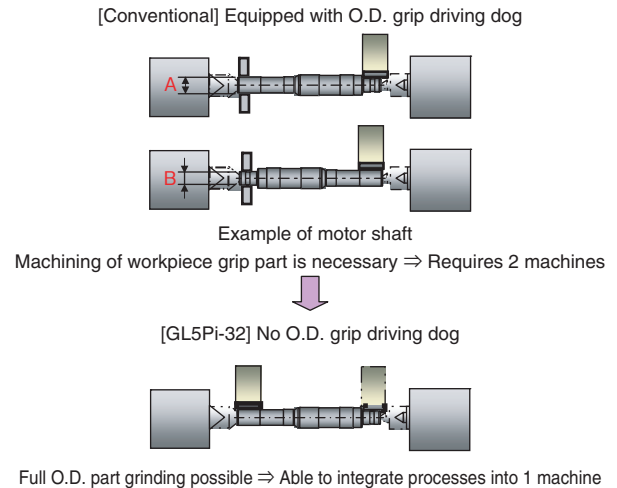 [Conventional] Equipped with O.D. grip driving dog
A
B
Example of motor shaft
Machining of workpiece grip part is necessary ⇒ Requires 2 machines
[GL5Pi-32] No O.D. grip driving dog
Full O.D. part grinding possible ⇒ Able to integrate processes into 1 machine